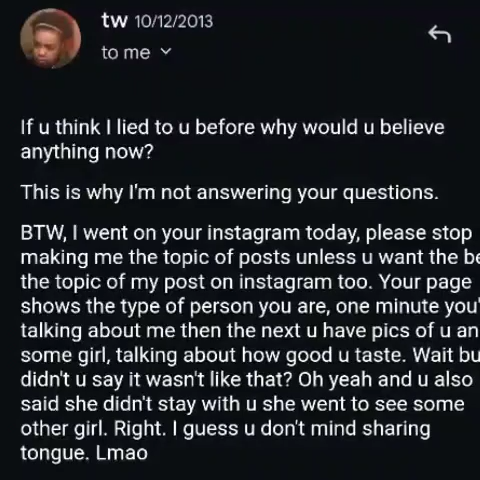 tw 10/12/2013
to me
If u think I lied to u before why would u believe
anything now?
This is why I'm not answering your questions.
BTW, I went on your instagram today, please stop
making me the topic of posts unless u want the
the topic of my post on instagram too. Your page
shows the type of person you are, one minute
talking about me then the next u have pics of u
some girl, talking about how good u taste. Wait
didn't u say it wasn't like that? Oh yeah and u also
said she didn't stay with u she went to see some
other girl. Right. I guess u don't mind sharing
tongue. Lmao